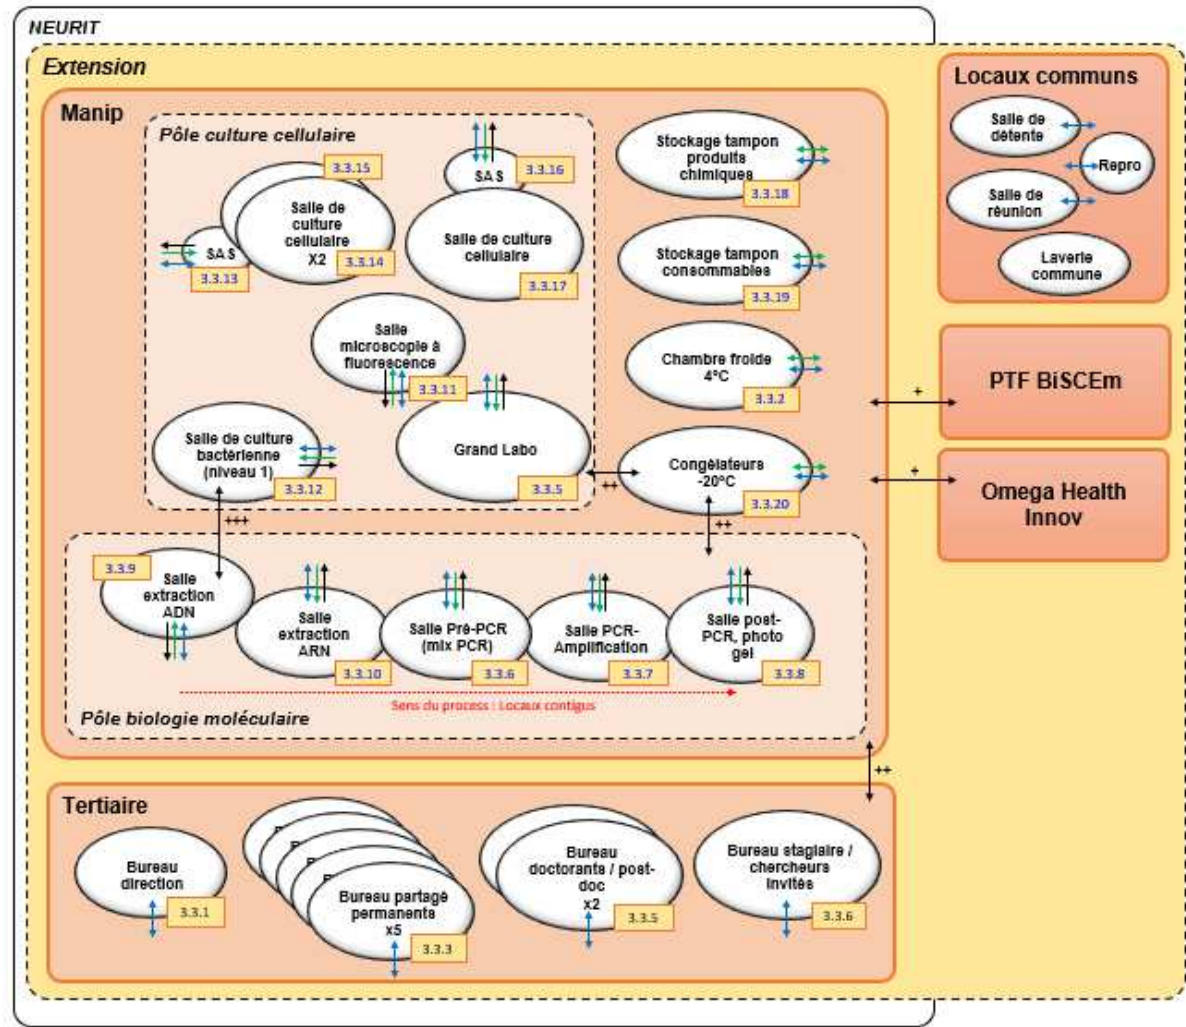 NEURIT
Extension
Manip
Pôle culture cellulaire
3.3.15
Salle de
culture
cellulaire
X2
3.3.14
SAS
3.3.13
SAS
3.3.16
Salle de culture
cellulaire
3.3.17
Salle
microscopie à
fluorescence
3.3.11
Salle de culture
bactérienne
(niveau 1)
3.3.12
Grand Labo
3.3.5
Stockage tampon
produits
chimiques
3.3.18
Stockage tampon
consommables
3.3.19
Chambre froide
4°C
3.3.2
Congélateurs
-20°C
3.3.20
++
++
+++
3.3.9
Salle
extraction
ADN
Salle
extraction
ARN
3.3.10
Salle Pré-PCR
(mix PCR)
3.3.6
Salle PCR-
Amplification
3.3.7
Salle post-
PCR, photo
gel
3.3.8
Sens du process : Locaux contigus
Pôle biologie moléculaire
++
Tertiaire
Bureau
direction
3.3.1
Bureau partagé
permanents
x5
3.3.3
Bureau
doctorants / post-
doc
x2
3.3.5
Bureau stagiaire /
chercheurs
invités
3.3.6
Locaux communs
Salle de
détente
Repro
Salle de
réunion
Laverie
commune
+
PTF BiSCEm
+
Omega Health
Innov